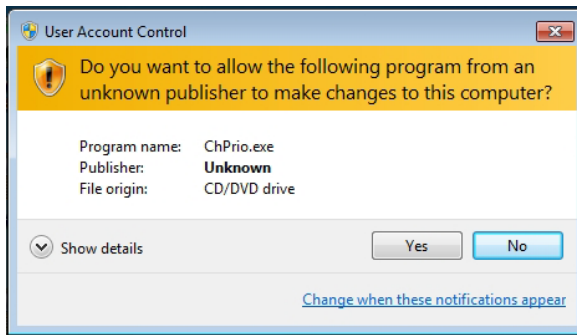 User Account Control
Do you want to allow the following program from an
unknown publisher to make changes to this computer?
Program name: ChPrio.exe
Publisher: Unknown
File origin: CD/DVD drive
Show details
Yes
No
Change when these notifications appear